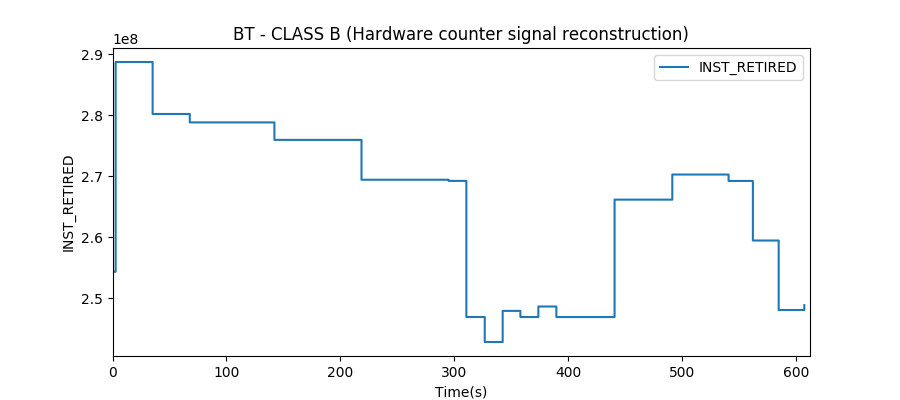 BT - CLASS B (Hardware counter signal reconstruction)
1e8
INST_RETIRED
2.9
2.8
2.7
2.6
2.5
INST_RETIRED
0 100 200 300 400 500 600
Time(s)